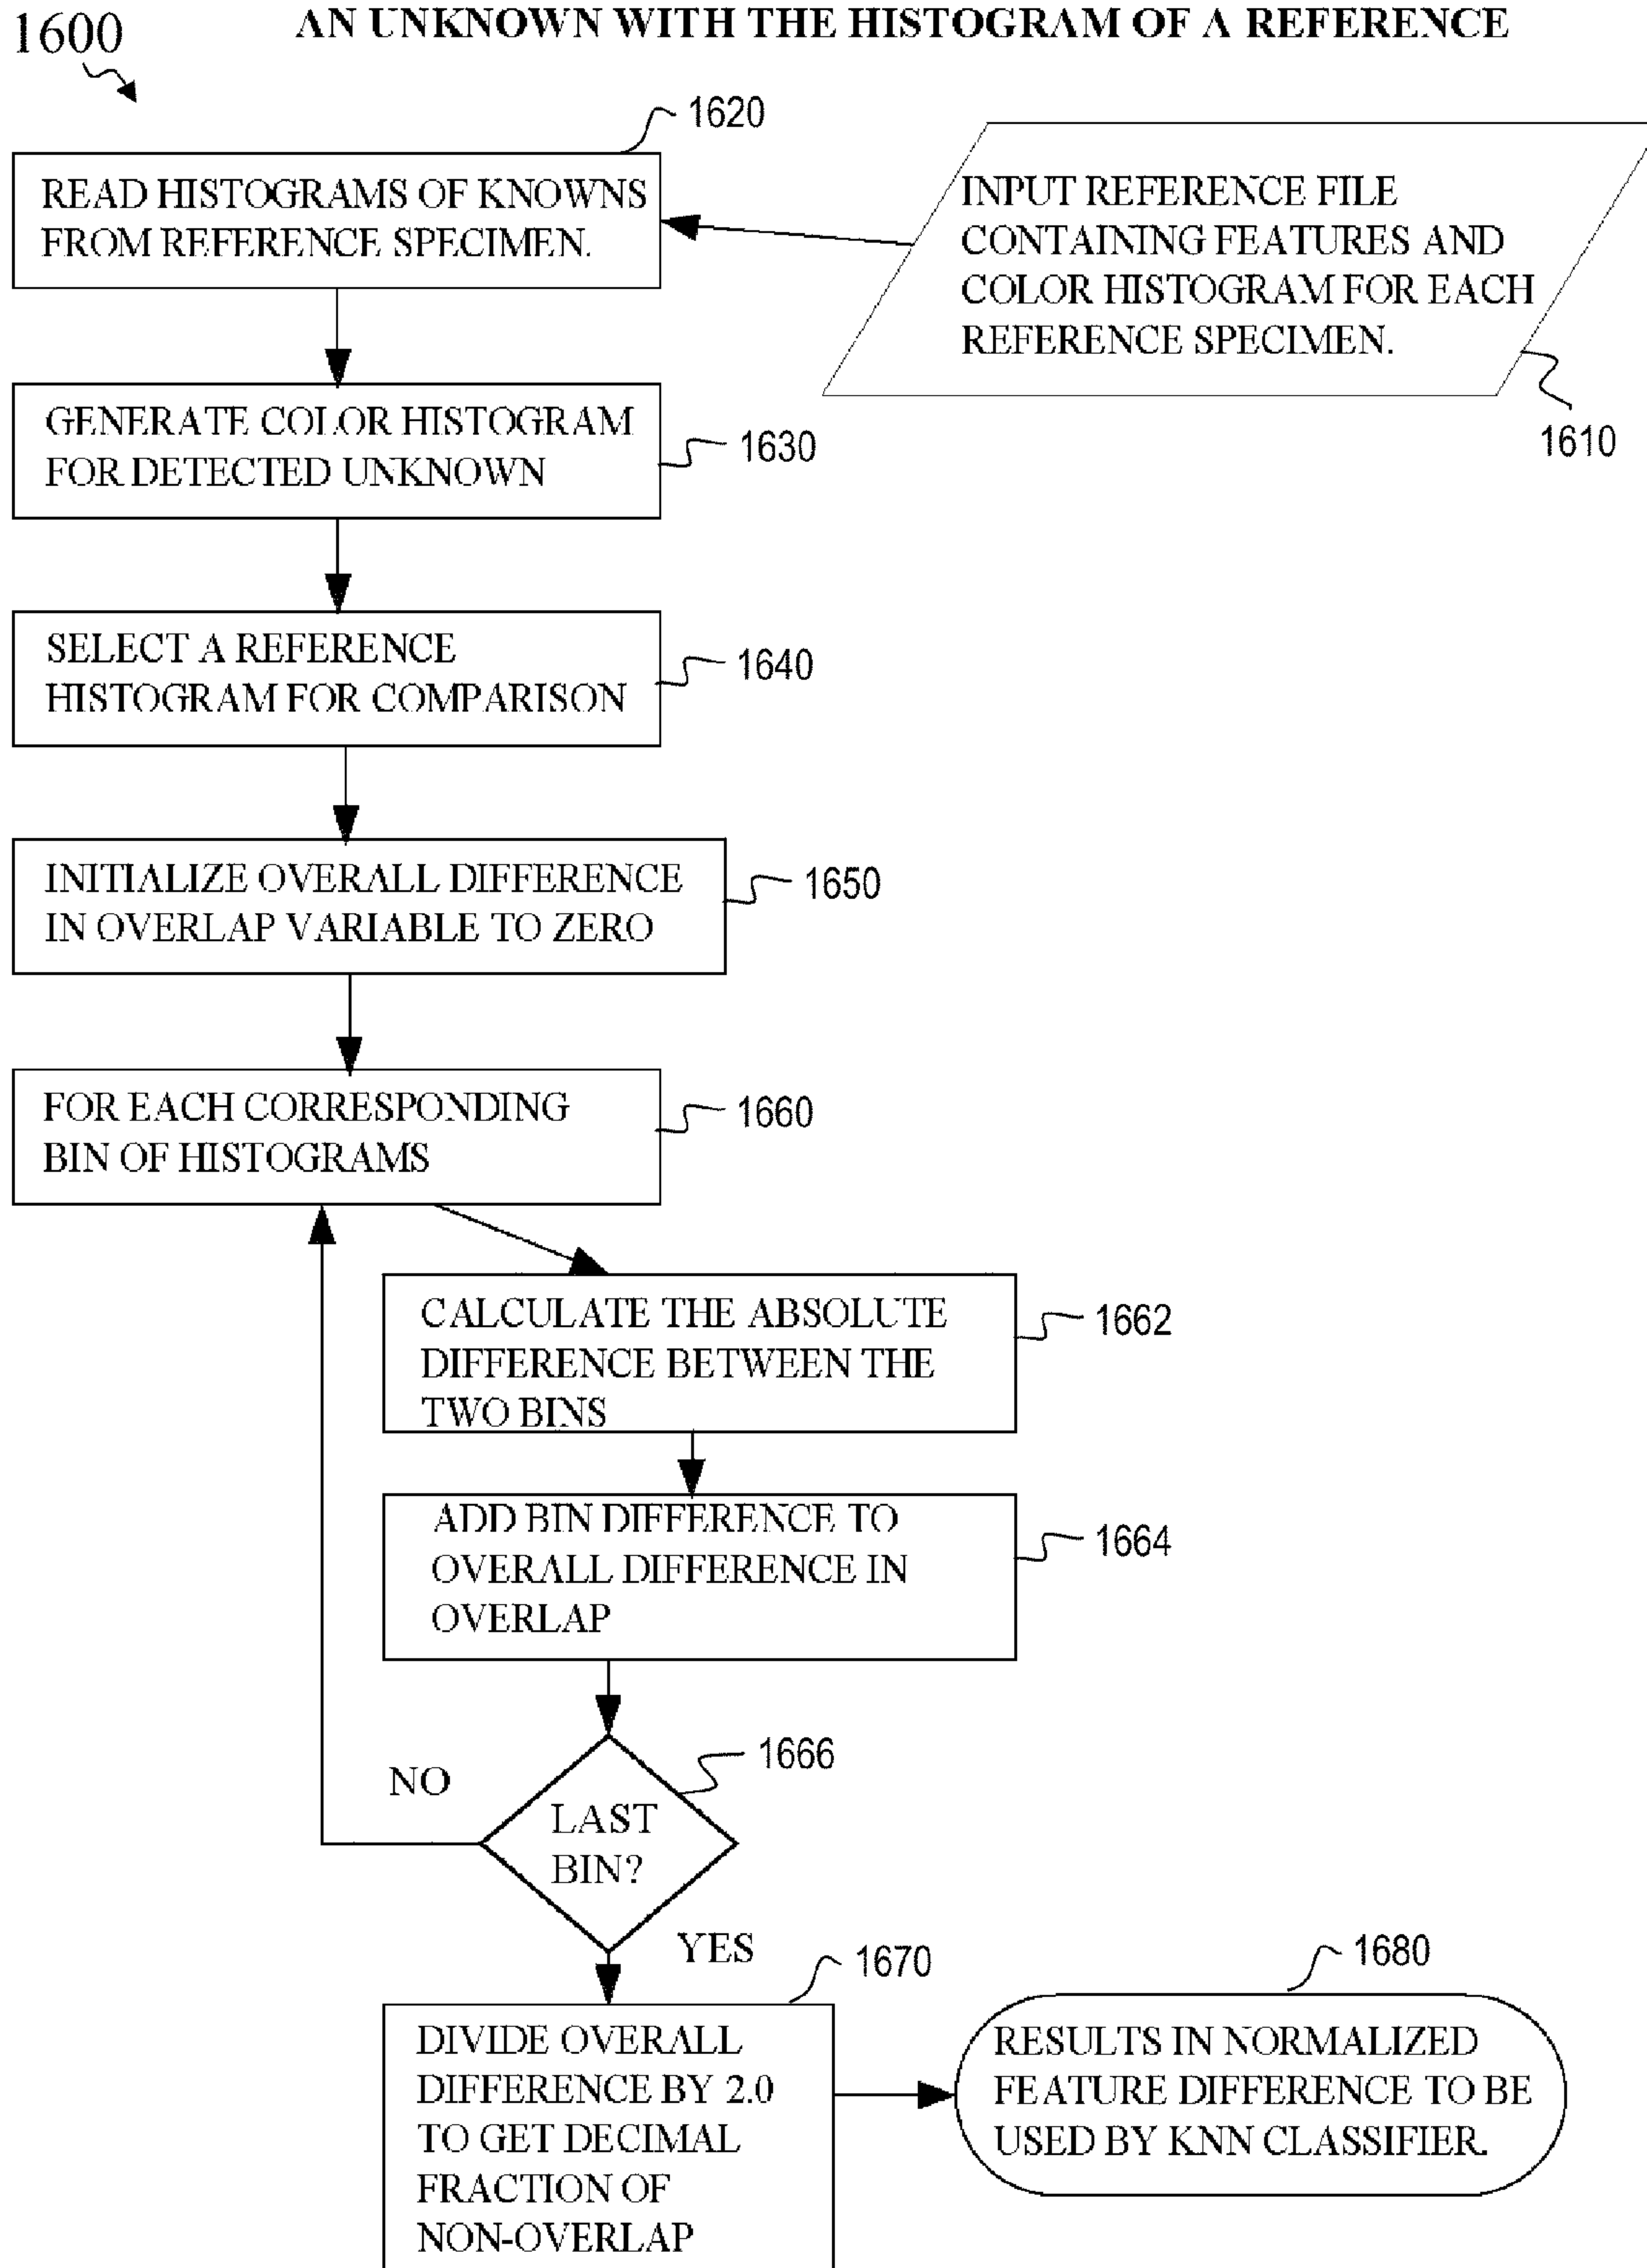 AN UNKNOWN WITH THE HISTOGRAM OF A REFERENCE
1600
1620
READ HISTOGRAMS OF KNOWNS
FROM REFERENCE SPECIMEN.
INPUT REFERENCE FILE
CONTAINING FEATURES AND
COLOR HISTOGRAM FOR EACH
REFERENCE SPECIMEN.
1610
GENERATE COLOR HISTOGRAM
FOR DETECTED UNKNOWN
1630
SELECT A REFERENCE
HISTOGRAM FOR COMPARISON
1640
INITIALIZE OVERALL DIFFERENCE
IN OVERLAP VARIABLE TO ZERO
1650
FOR EACH CORRESPONDING
BIN OF HISTOGRAMS
1660
CALCULATE THE ABSOLUTE
DIFFERENCE BETWEEN THE
TWO BINS
1662
ADD BIN DIFFERENCE TO
OVERALL DIFFERENCE IN
OVERLAP
1664
1666
NO
LAST
BIN?
YES
1670
DIVIDE OVERALL
DIFFERENCE BY 2.0
TO GET DECIMAL
FRACTION OF
NON-OVERLAP
1680
RESULTS IN NORMALIZED
FEATURE DIFFERENCE TO BE
USED BY KNN CLASSIFIER.